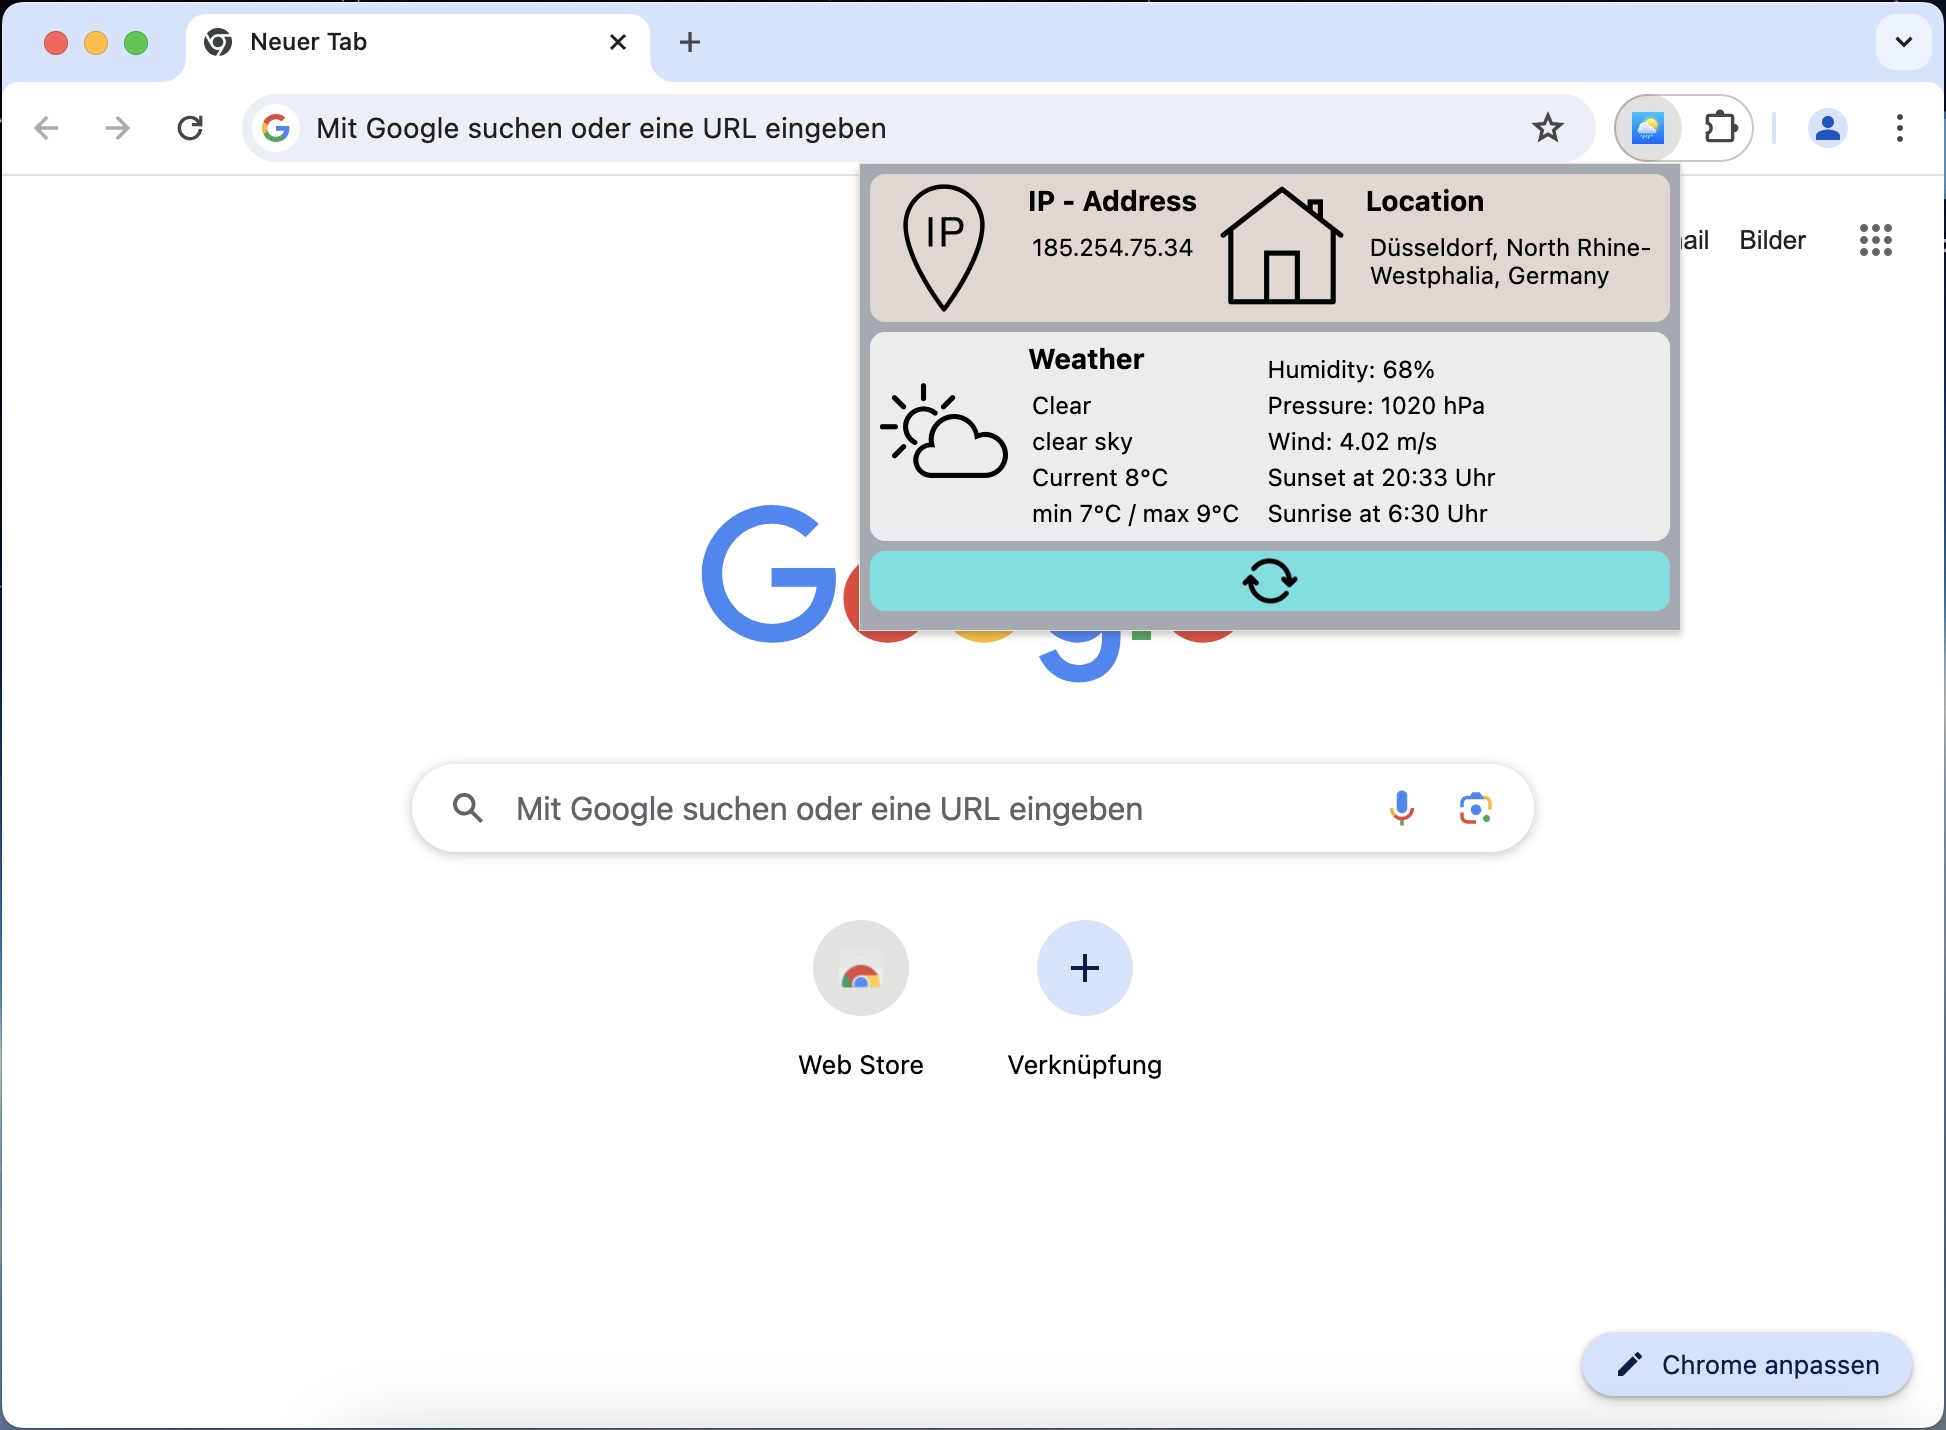 Neuer Tab
Mit Google suchen oder eine URL eingeben
IP
IP - Address
185.254.75.34
Location
Düsseldorf, North Rhine-
Westphalia, Germany
Bilder
Weather
Clear
clear sky
Current 8°C
min 7°C / max 9°C
Humidity: 68%
Pressure: 1020 hPa
Wind: 4.02 m/s
Sunset at 20:33 Uhr
Sunrise at 6:30 Uhr
Mit Google suchen oder eine URL eingeben
Web Store
Verknüpfung
Chrome anpassen